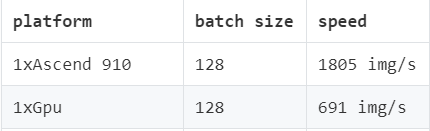 platform batch size speed
1xAscend 910 128 1805 img/s
1xGpu 128 691 img/s